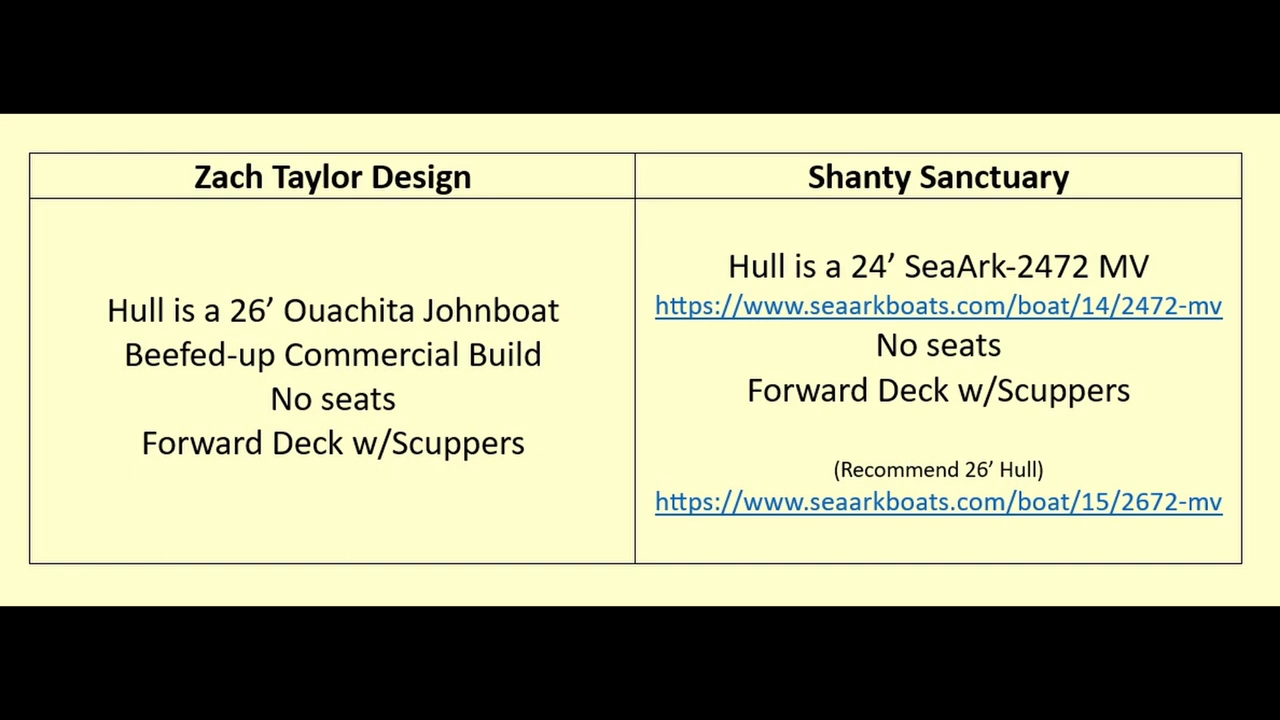 Zach Taylor Design
Hull is a 26’ Ouachita Johnboat
Beefed-up Commercial Build
No seats
Forward Deck w/Scuppers
Shanty Sanctuary
Hull is a 24’ SeaArk-2472 MV
https://www.seaarkboats.com/boat/14/2472-mv
No seats
Forward Deck w/Scuppers
(Recommend 26’ Hull)
https://www.seaarkboats.com/boat/15/2672-mv